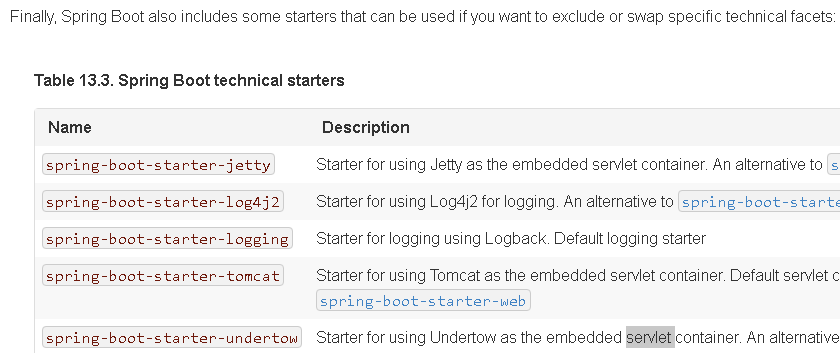 Finally, Spring Boot also includes some starters that can be used if you want to exclude or swap specific technical facets:
Table 13.3. Spring Boot technical starters
Name Description
spring-boot-starter-jetty Starter for using Jetty as the embedded servlet container. An alternative to
spring-boot-starter-log4j2 Starter for using Log4j2 for logging. An alternative to spring-boot-starte
spring-boot-starter-logging Starter for logging using Logback. Default logging starter
spring-boot-starter-tomcat Starter for using Tomcat as the embedded servlet container. Default servlet c
spring-boot-starter-web
spring-boot-starter-undertow Starter for using Undertow as the embedded servlet container. An alternative